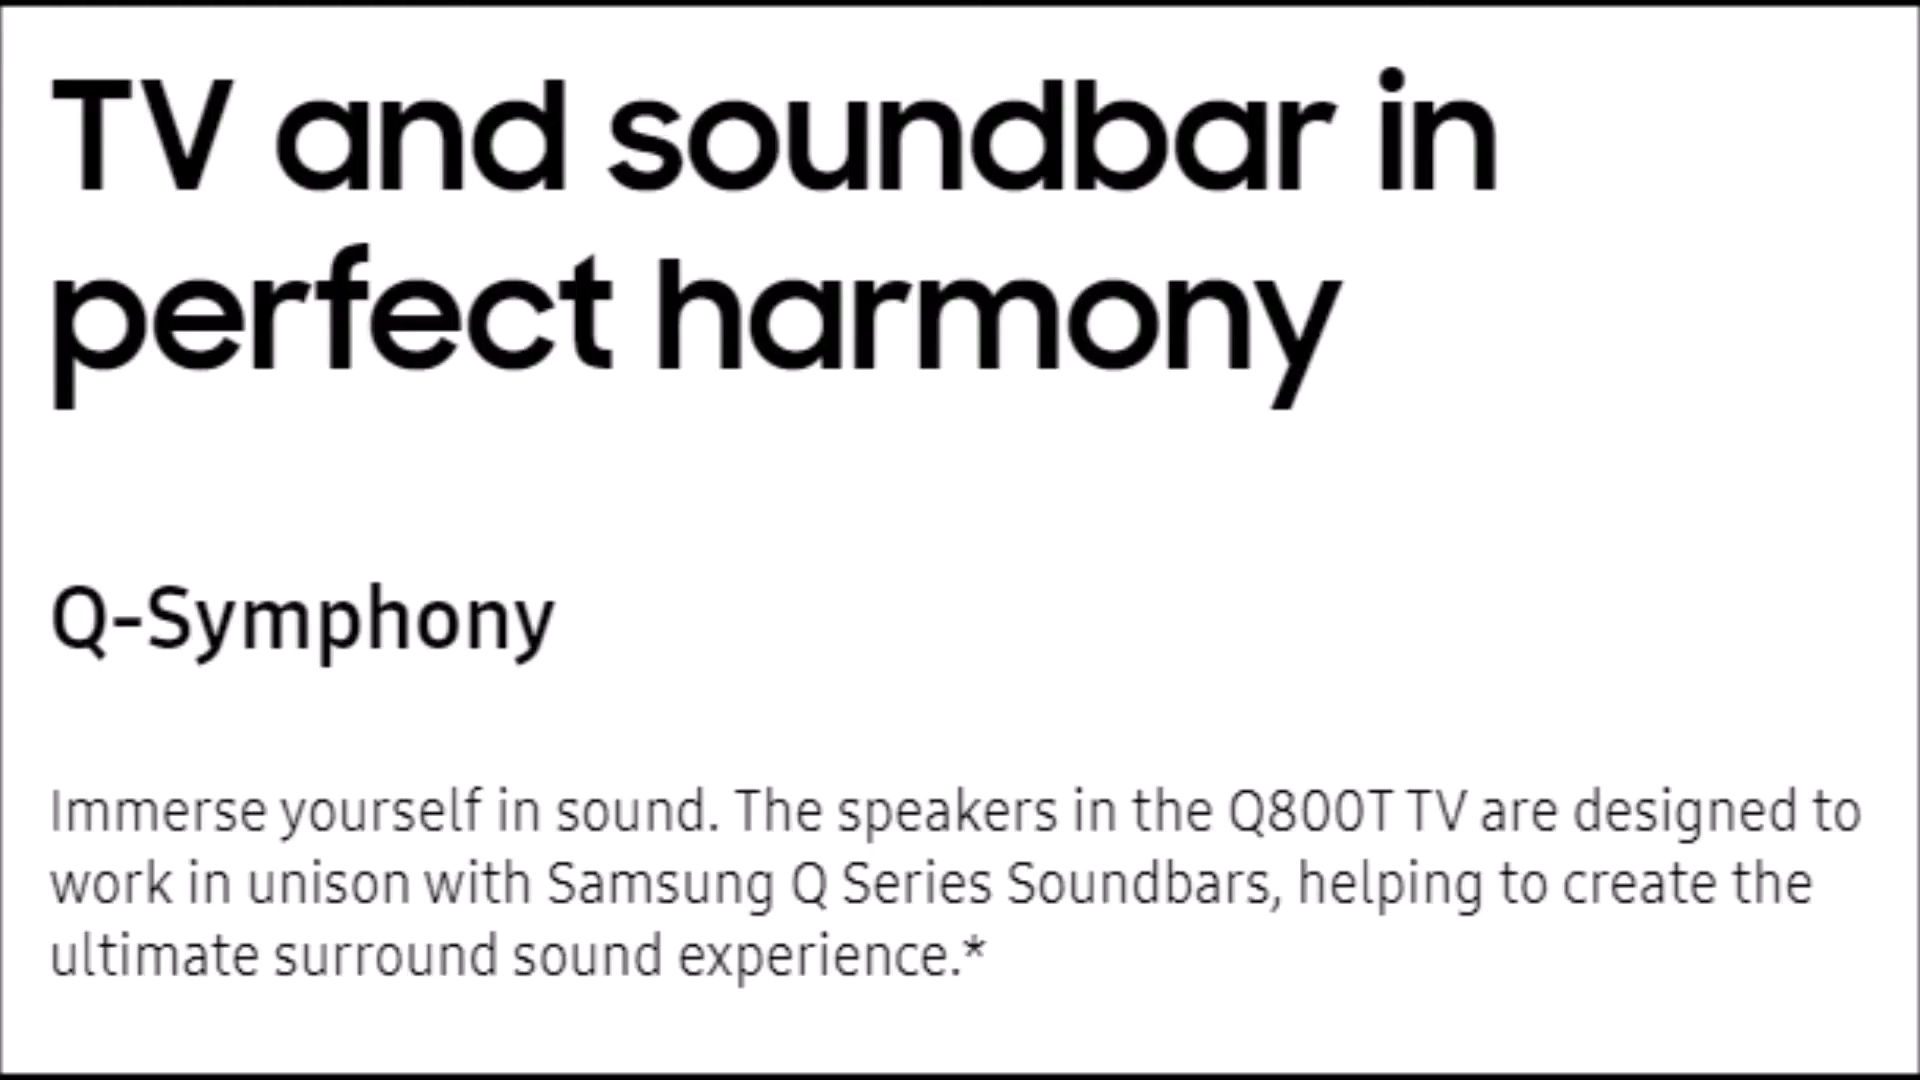 TV and soundbar in
perfect harmony
Q-Symphony
Immerse yourself in sound. The speakers in the Q800T TV are designed to
work in unison with Samsung Q Series Soundbars, helping to create the
ultimate surround sound experience.*